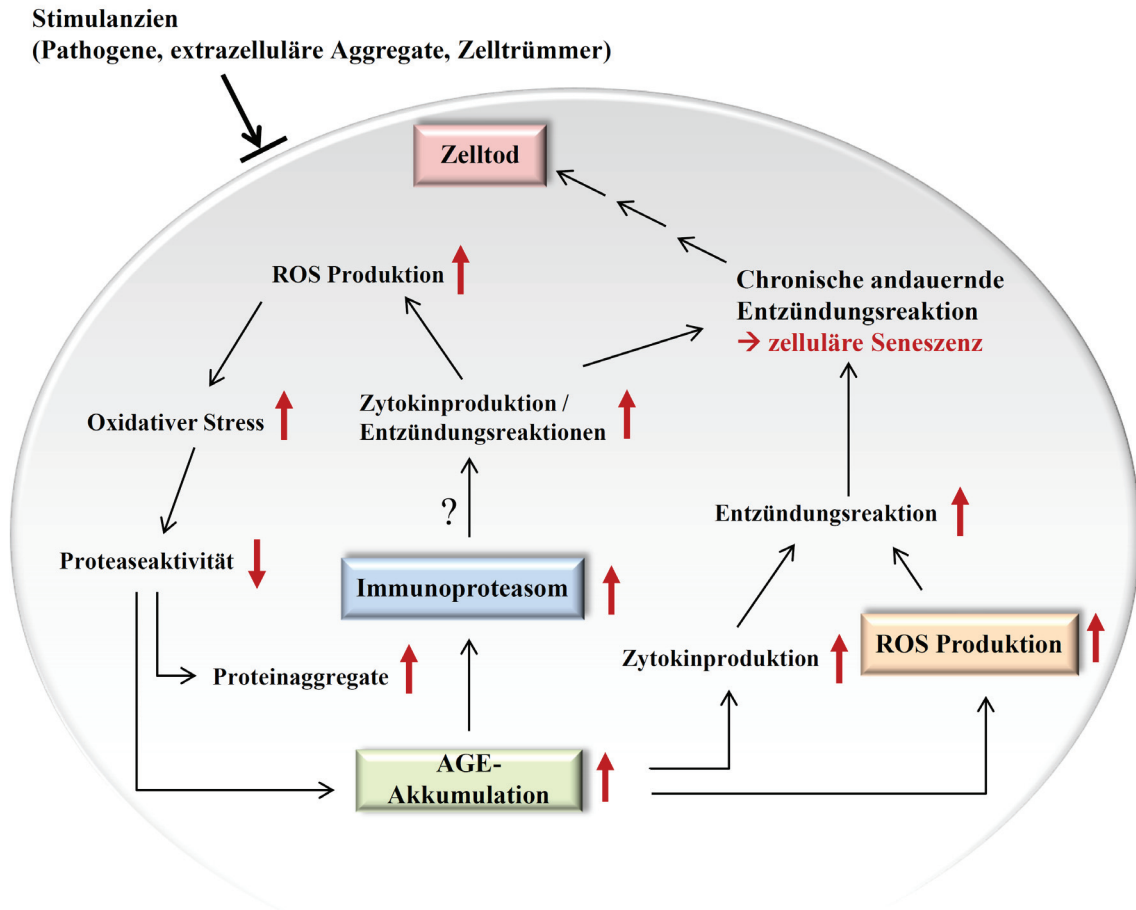 Stimulanzien
(Pathogene, extrazelluläre Aggregate, Zelltrümmer)
Zelltod
ROS Produktion
Chronische andauernde
Entzündungsreaktion
→ zelluläre Seneszenz
Oxidativer Stress
Zytokinproduktion /
Entzündungsreaktionen
?
Entzündungsreaktion
Proteaseaktivität
Immunoproteasom
Zytokinproduktion
ROS Produktion
Proteinaggregate
AGE-
Akkumulation